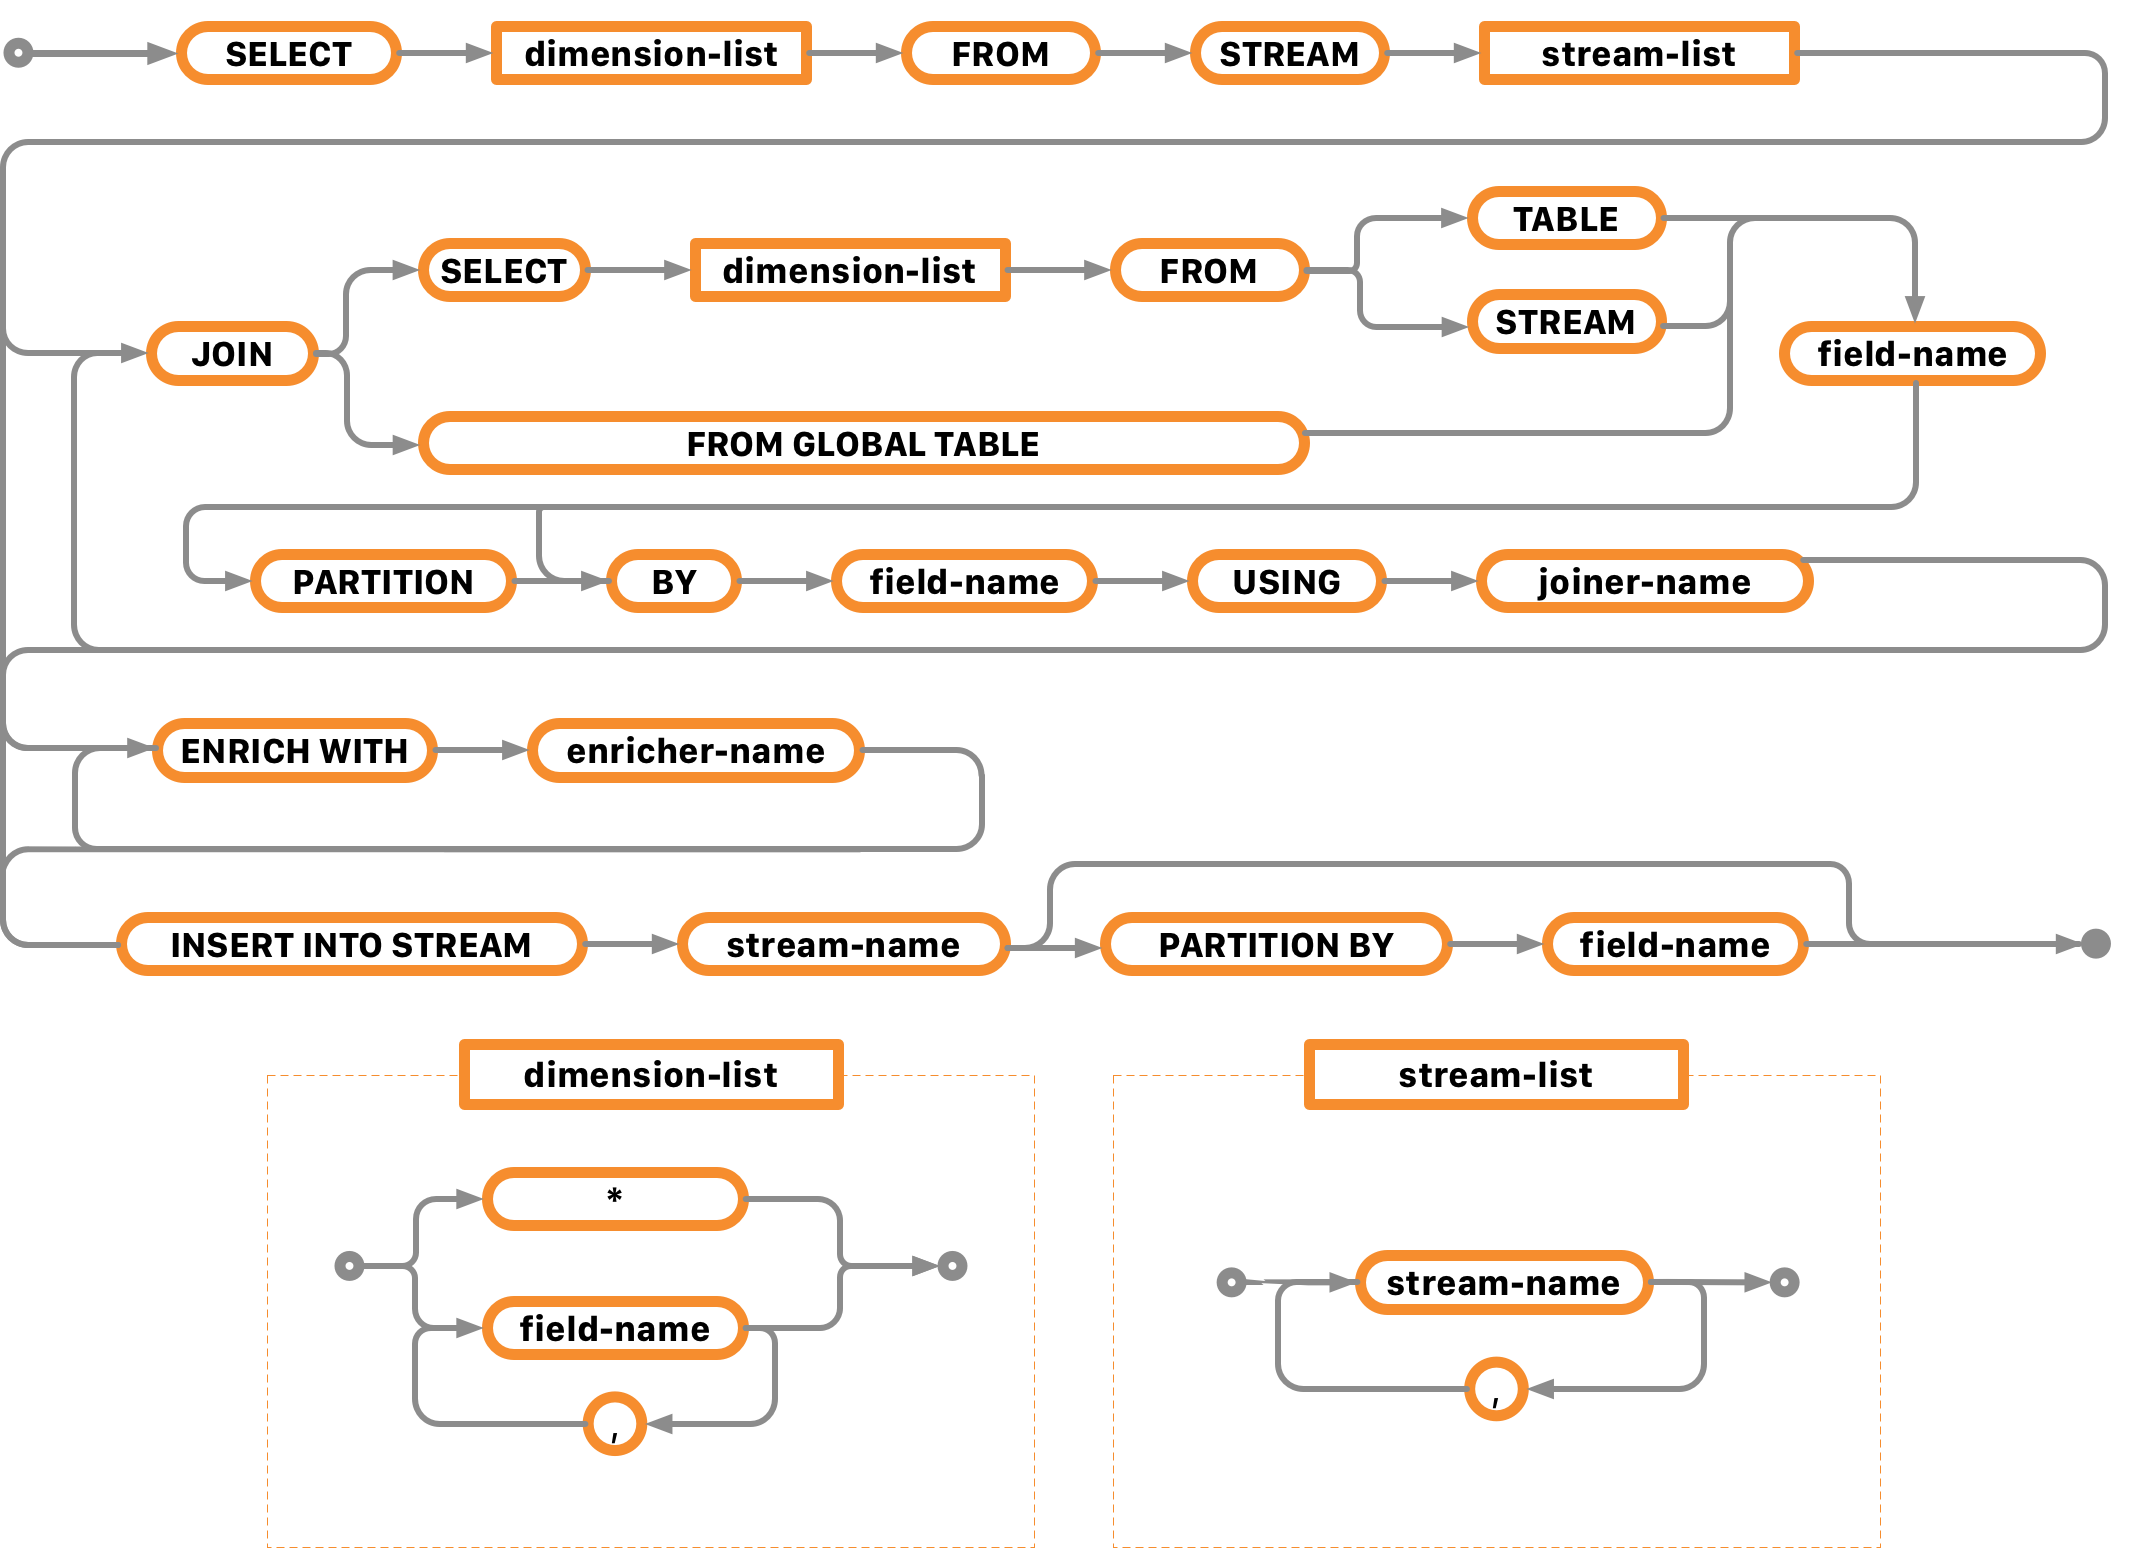 SELECT dimension-list FROM STREAM stream-list
TABLE
SELECT dimension-list FROM
STREAM
JOIN field-name
FROM GLOBAL TABLE
PARTITION BY field-name USING joiner-name
ENRICH WITH enricher-name
INSERT INTO STREAM stream-name PARTITION BY field-name
dimension-list
*
field-name
,
stream-list
stream-name
,